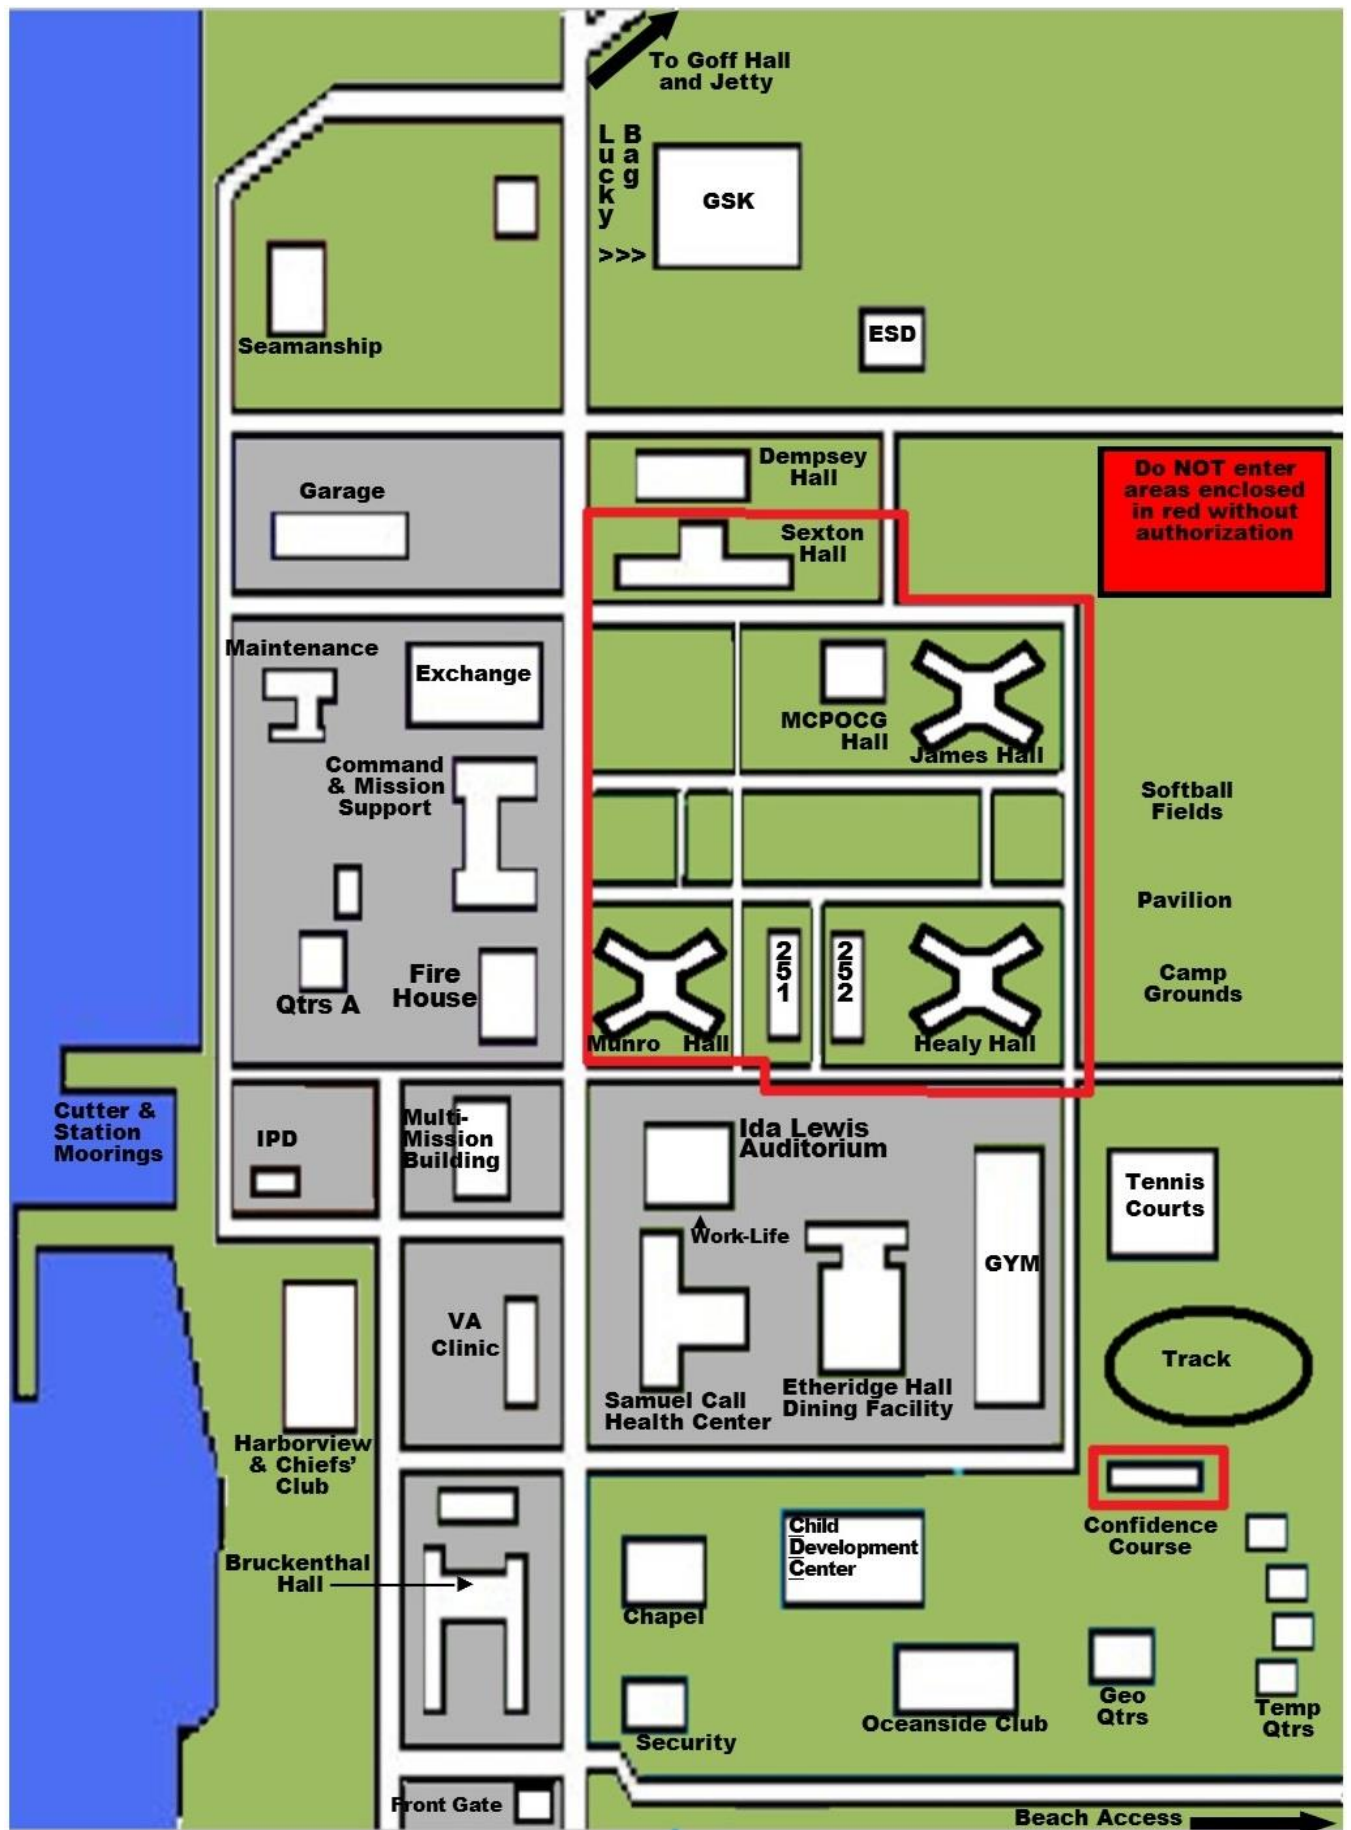 To Goff Hall
and Jetty
Lucky
Bag
>>>
GSK
ESD
Seamanship
Garage
Dempsey
Hall
Do NOT enter
areas enclosed
in red without
authorization
Sexton
Hall
Maintenance
Exchange
MCPOCG
Hall
James Hall
Command
& Mission
Support
Softball
Fields
Pavilion
Qtrs A
Fire
House
Munro Hall
251
252
Healy Hall
Camp
Grounds
Cutter &
Station
Moorings
IPD
Multi-
Mission
Building
Ida Lewis
Auditorium
Work-Life
Tennis
Courts
GYM
VA
Clinic
Samuel Call
Health Center
Etheridge Hall
Dining Facility
Track
Harborview
& Chiefs'
Club
Confidence
Course
Bruckenthal
Hall
Child
Development
Center
Chapel
Security
Oceanside Club
Geo
Qtrs
Temp
Qtrs
Front Gate
Beach Access